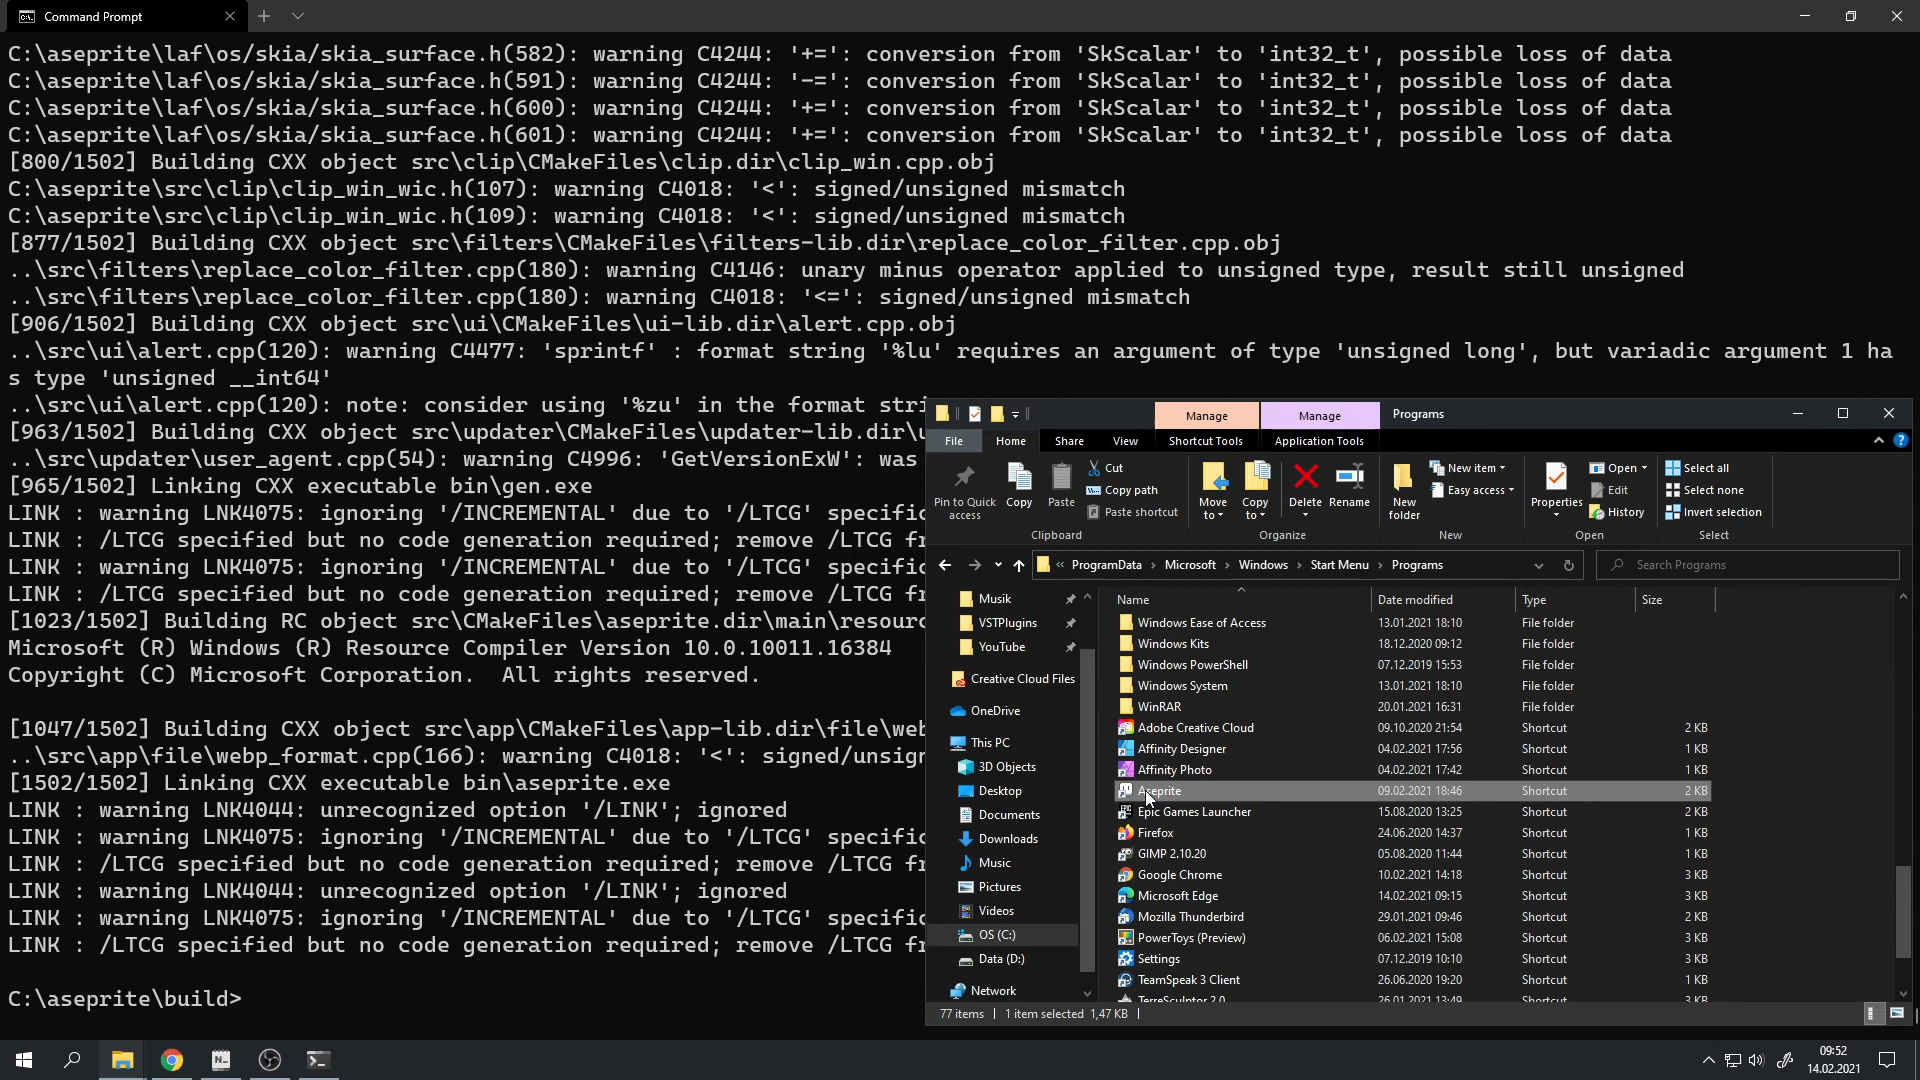 Command Prompt
C:\aseprite\laf\os/skia/skia_surface.h(582): warning C4244: '+=': conversion from 'SkScalar' to 'int32_t', possible loss of data
C:\aseprite\laf\os/skia/skia_surface.h(591): warning C4244: '-=': conversion from 'SkScalar' to 'int32_t', possible loss of data
C:\aseprite\laf\os/skia/skia_surface.h(600): warning C4244: '+=': conversion from 'SkScalar' to 'int32_t', possible loss of data
C:\aseprite\laf\os/skia/skia_surface.h(601): warning C4244: '+=': conversion from 'SkScalar' to 'int32_t', possible loss of data
[800/1502] Building CXX object src\clip\CMakeFiles\clip.dir\clip_win.cpp.obj
C:\aseprite\src\clip\clip_win_wic.h(107): warning C4018: '<': signed/unsigned mismatch
C:\aseprite\src\clip\clip_win_wic.h(109): warning C4018: '<': signed/unsigned mismatch
[877/1502] Building CXX object src\filters\CMakeFiles\filters-lib.dir\replace_color_filter.cpp.obj
..\src\filters\replace_color_filter.cpp(180): warning C4146: unary minus operator applied to unsigned type, result still unsigned
..\src\filters\replace_color_filter.cpp(180): warning C4018: '<=': signed/unsigned mismatch
[906/1502] Building CXX object src\ui\CMakeFiles\ui-lib.dir\alert.cpp.obj
..\src\ui\alert.cpp(120): warning C4477: 'sprintf' : format string '%lu' requires an argument of type 'unsigned long', but variadic argument 1 ha
s type 'unsigned __int64'
..\src\ui\alert.cpp(120): note: consider using '%zu' in the format stri
[963/1502] Building CXX object src\updater\CMakeFiles\updater-lib.dir\u
..\src\updater\user_agent.cpp(54): warning C4996: 'GetVersionExW': was
[965/1502] Linking CXX executable bin\gen.exe
LINK : warning LNK4075: ignoring '/INCREMENTAL' due to '/LTCG' specific
LINK : /LTCG specified but no code generation required; remove /LTCG fr
LINK : warning LNK4075: ignoring '/INCREMENTAL' due to '/LTCG' specific
LINK : /LTCG specified but no code generation required; remove /LTCG fr
[1023/1502] Building RC object src\CMakeFiles\aseprite.dir\main\resourc
Microsoft (R) Windows (R) Resource Compiler Version 10.0.10011.16384
Copyright (C) Microsoft Corporation.  All rights reserved.
[1047/1502] Building CXX object src\app\CMakeFiles\app-lib.dir\file\web
..\src\app\file\webp_format.cpp(166): warning C4018: '<': signed/unsign
[1502/1502] Linking CXX executable bin\aseprite.exe
LINK : warning LNK4044: unrecognized option '/LINK'; ignored
LINK : warning LNK4075: ignoring '/INCREMENTAL' due to '/LTCG' specific
LINK : /LTCG specified but no code generation required; remove /LTCG fr
LINK : warning LNK4044: unrecognized option '/LINK'; ignored
LINK : warning LNK4075: ignoring '/INCREMENTAL' due to '/LTCG' specific
LINK : /LTCG specified but no code generation required; remove /LTCG fr
C:\aseprite\build>
Manage Manage Programs
File Home Share View Shortcut Tools Application Tools
Pin to Quick access
Copy
Paste
Cut
Copy path
Paste shortcut
Clipboard
Move to
Copy to
Delete
Rename
Organize
New folder
New item
Easy access
New
Properties
Open
Edit
History
Open
Select all
Select none
Invert selection
Select
« ProgramData > Microsoft > Windows > Start Menu > Programs
Search Programs
Musik
VSTPlugins
YouTube
Creative Cloud Files
OneDrive
This PC
3D Objects
Desktop
Documents
Downloads
Music
Pictures
Videos
OS (C:)
Data (D:)
Network
Name Date modified Type Size
Windows Ease of Access 13.01.2021 18:10 File folder
Windows Kits 18.12.2020 09:12 File folder
Windows PowerShell 07.12.2019 15:53 File folder
Windows System 13.01.2021 18:10 File folder
WinRAR 20.01.2021 16:31 File folder
Adobe Creative Cloud 09.10.2020 21:54 Shortcut 2 KB
Affinity Designer 04.02.2021 17:56 Shortcut 1 KB
Affinity Photo 04.02.2021 17:42 Shortcut 1 KB
Aseprite 09.02.2021 18:46 Shortcut 2 KB
Epic Games Launcher 15.08.2020 13:25 Shortcut 2 KB
Firefox 24.06.2020 14:37 Shortcut 1 KB
GIMP 2.10.20 05.08.2020 11:44 Shortcut 1 KB
Google Chrome 10.02.2021 14:18 Shortcut 3 KB
Microsoft Edge 14.02.2021 09:15 Shortcut 3 KB
Mozilla Thunderbird 29.01.2021 09:46 Shortcut 2 KB
PowerToys (Preview) 06.02.2021 15:08 Shortcut 3 KB
Settings 07.12.2019 10:10 Shortcut 3 KB
TeamSpeak 3 Client 26.06.2020 19:20 Shortcut 1 KB
TerreSculptor 2.0 26.01.2021 13:49 Shortcut 3 KB
77 items 1 item selected 1,47 KB
09:52
14.02.2021